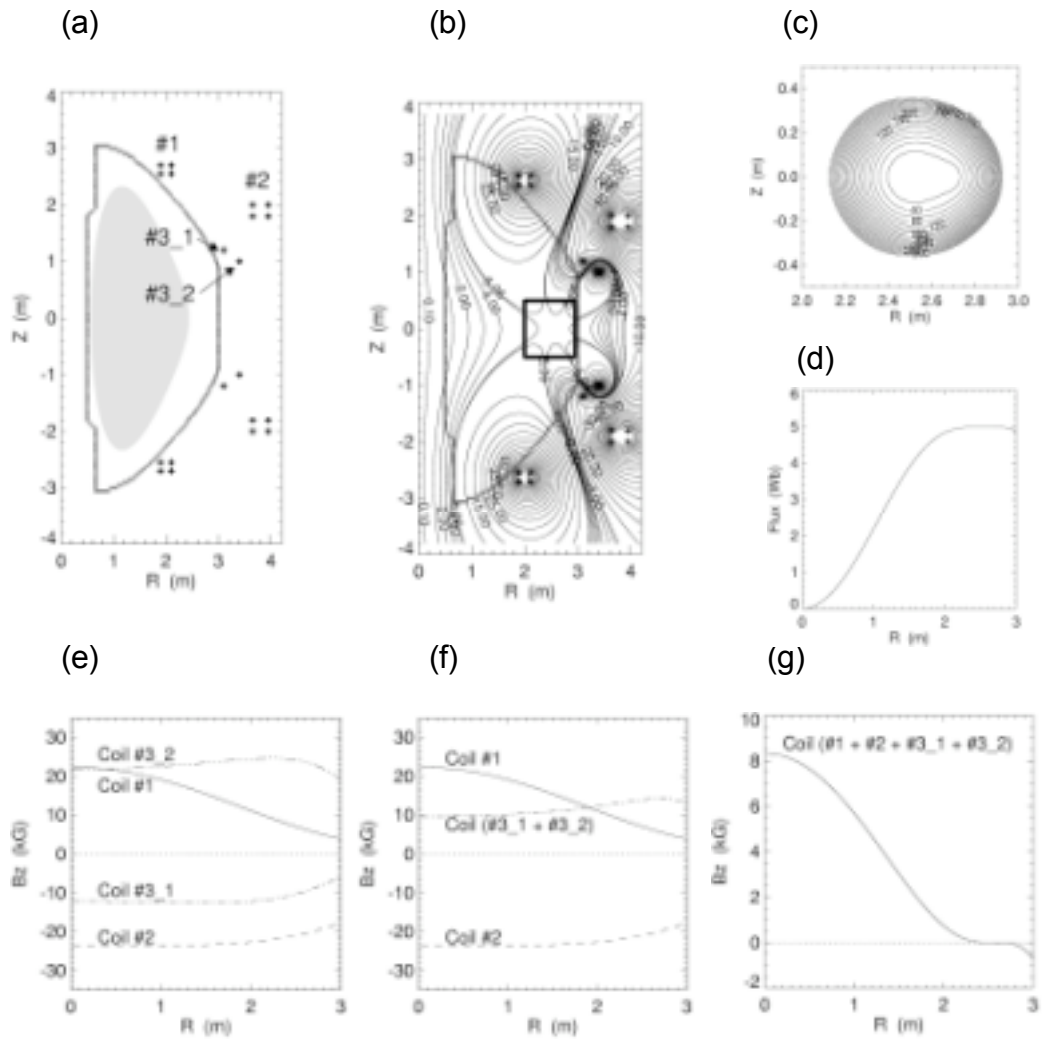 (a)
(b)
(c)
4
3
2
1
0
-1
-2
-3
-4
Z (m)
#1
#2
#3_1
#3_2
0 1 2 3 4
R (m)
4
3
2
1
0
-1
-2
-3
-4
Z (m)
0 1 2 3 4
R (m)
0.4
0.2
0.0
-0.2
-0.4
Z (m)
2.0 2.2 2.4 2.6 2.8 3.0
R (m)
(d)
6
5
4
3
2
1
0
Flux (Wb)
0 1 2 3
R (m)
(e)
(f)
(g)
30
20
10
0
-10
-20
-30
Bz (kG)
Coil #3_2
Coil #1
Coil #3_1
Coil #2
0 1 2 3
R (m)
30
20
10
0
-10
-20
-30
Bz (kG)
Coil #1
Coil (#3_1 + #3_2)
Coil #2
0 1 2 3
R (m)
10
8
6
4
2
0
-2
Bz (kG)
Coil (#1 + #2 + #3_1 + #3_2)
0 1 2 3
R (m)